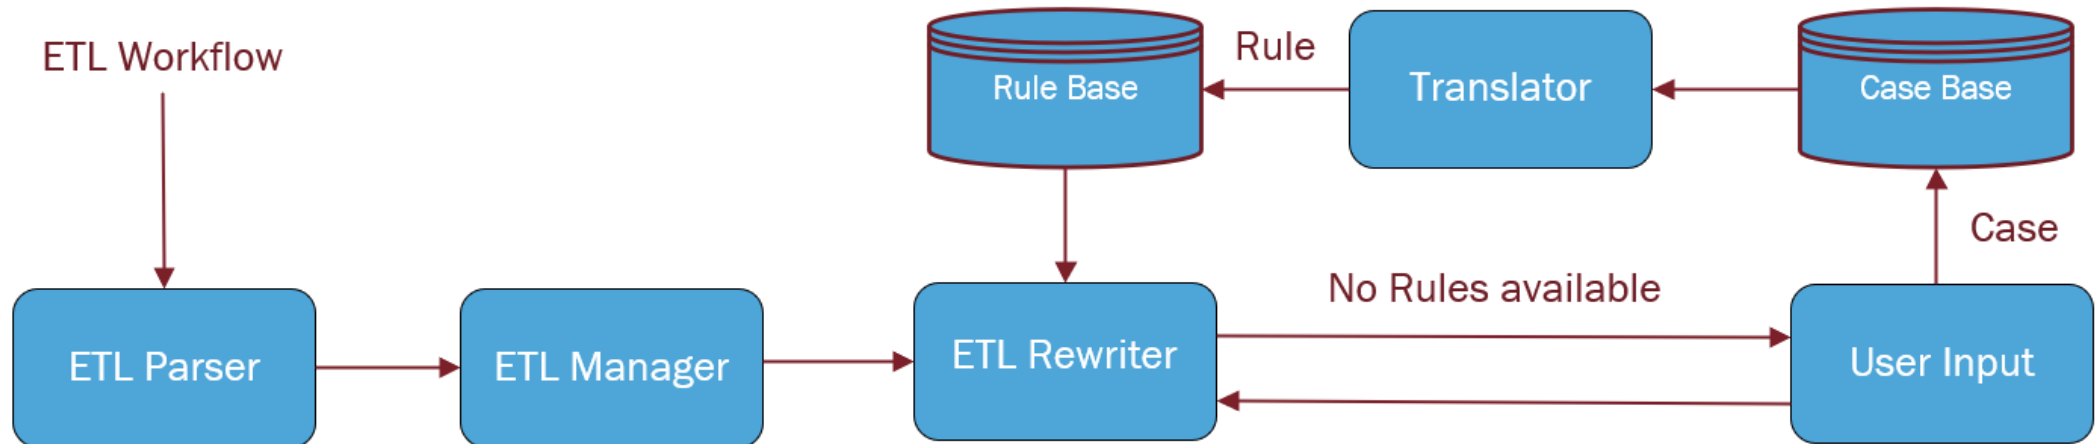 ETL Workflow
Rule Base
Rule
Translator
Case Base
Case
No Rules available
ETL Parser
ETL Manager
ETL Rewriter
User Input